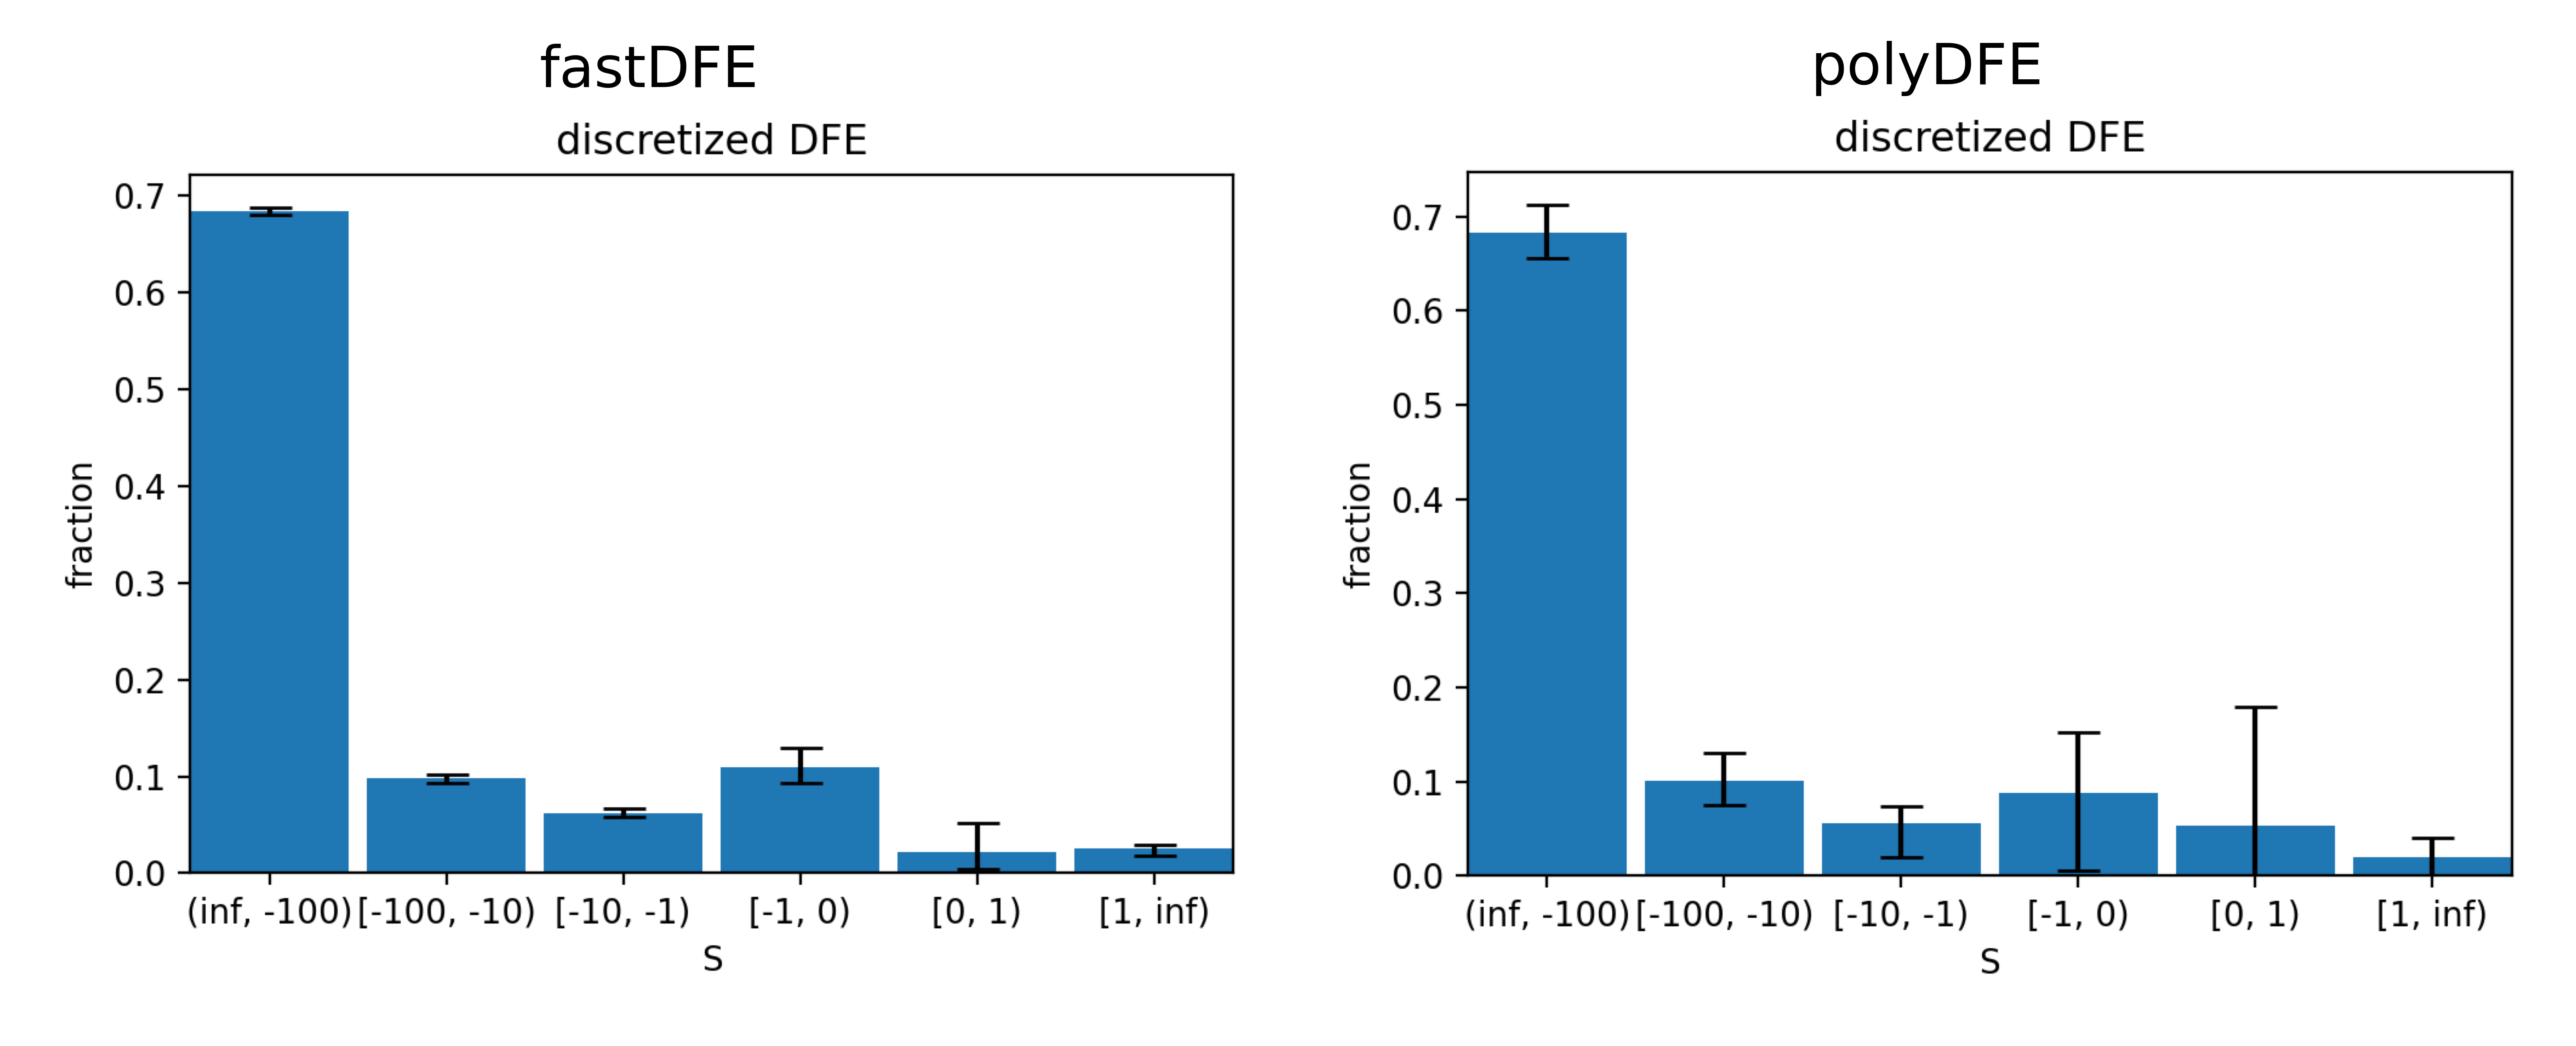 fastDFE
discretized DFE
0.7
0.6
0.5
0.4
0.3
0.2
0.1
0.0
fraction
(inf, -100) [-100, -10) [-10, -1) [-1, 0) [0, 1) [1, inf)
S
polyDFE
discretized DFE
0.7
0.6
0.5
0.4
0.3
0.2
0.1
0.0
fraction
(inf, -100) [-100, -10) [-10, -1) [-1, 0) [0, 1) [1, inf)
S